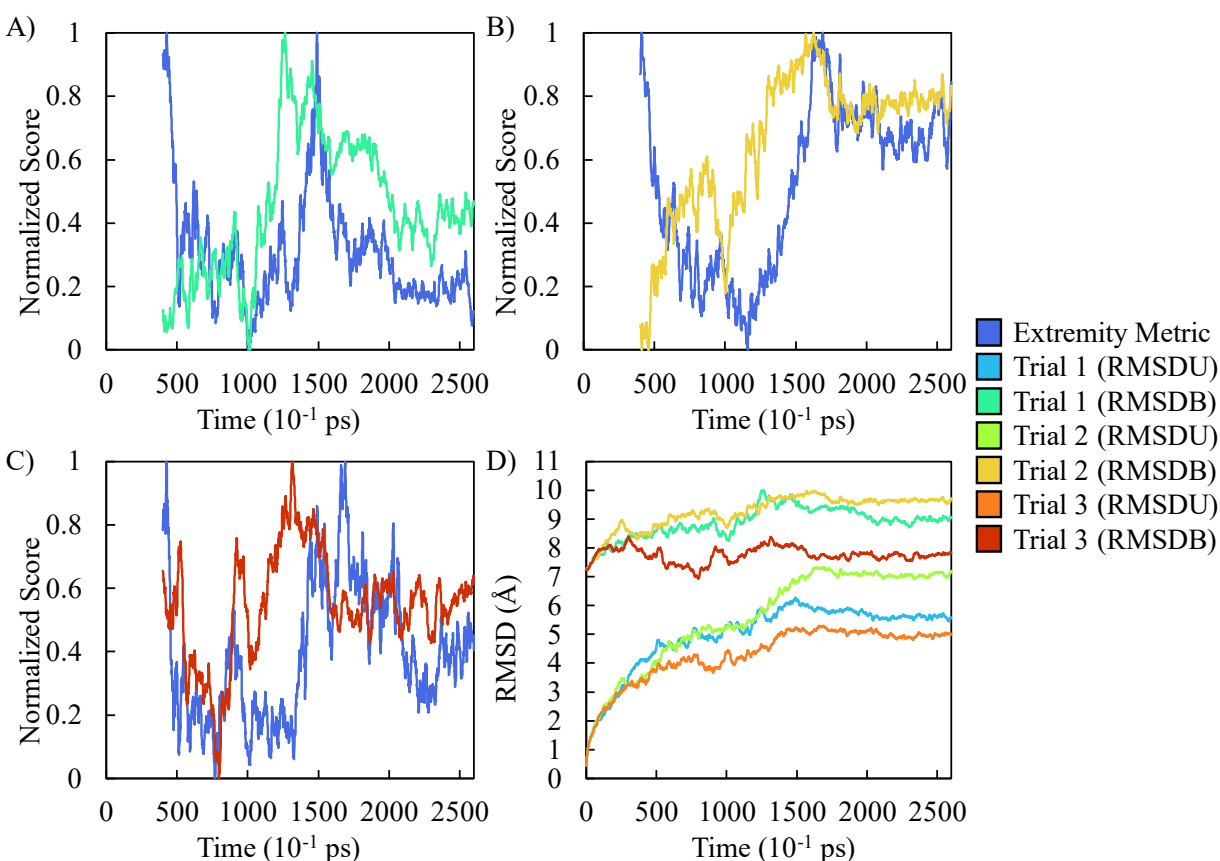 A)
1
0.8
0.6
0.4
0.2
0
Normalized Score
0 500 1000 1500 2000 2500
Time (10⁻¹ ps)
B)
1
0.8
0.6
0.4
0.2
0
Normalized Score
0 500 1000 1500 2000 2500
Time (10⁻¹ ps)
C)
1
0.8
0.6
0.4
0.2
0
Normalized Score
0 500 1000 1500 2000 2500
Time (10⁻¹ ps)
D)
11
10
9
8
7
6
5
4
3
2
1
0
RMSD (Å)
0 500 1000 1500 2000 2500
Time (10⁻¹ ps)
Extremity Metric
Trial 1 (RMSDU)
Trial 1 (RMSDB)
Trial 2 (RMSDU)
Trial 2 (RMSDB)
Trial 3 (RMSDU)
Trial 3 (RMSDB)